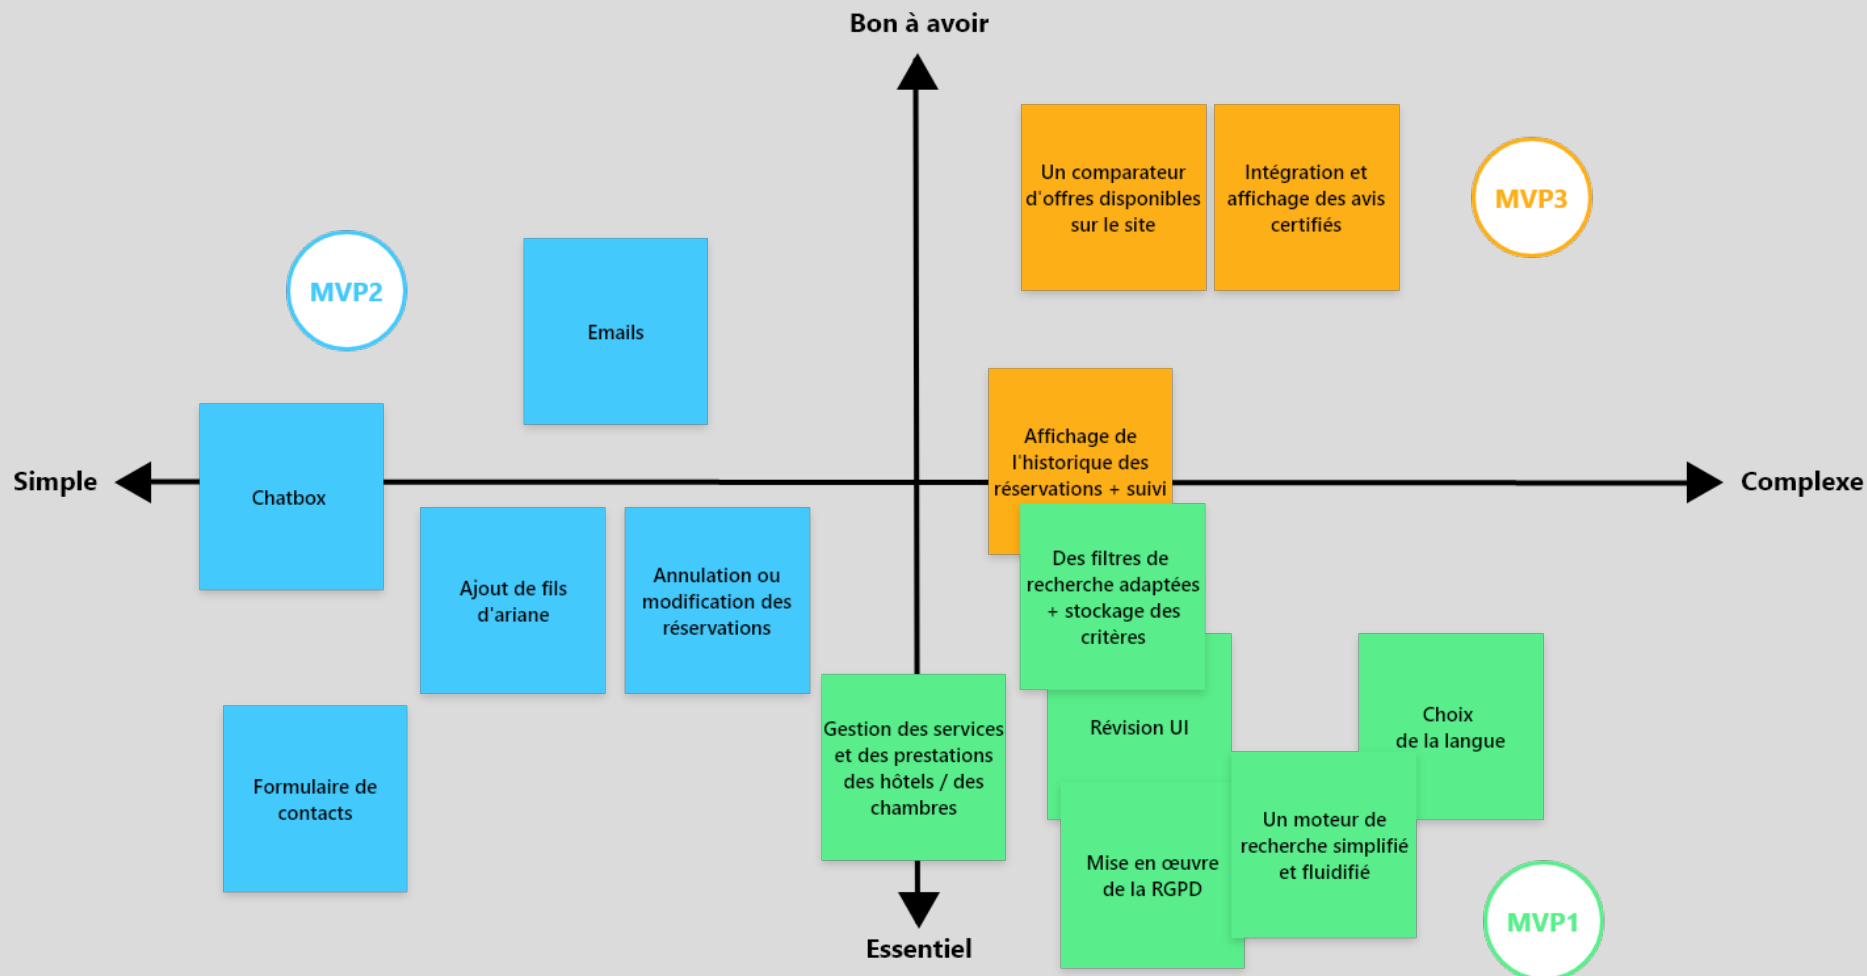 Bon à avoir
Un comparateur
d'offres disponibles
sur le site
Intégration et
affichage des avis
certifiés
MVP3
MVP2
Emails
Affichage de
l'historique des
réservations + suivi
Simple
Chatbox
Complexe
Ajout de fils
d'ariane
Annulation ou
modification des
réservations
Des filtres de
recherche adaptées
+ stockage des
critères
Gestion des services
et des prestations
des hôtels / des
chambres
Révision UI
Choix
de la langue
Formulaire de
contacts
Mise en œuvre
de la RGPD
Un moteur de
recherche simplifié
et fluidifié
MVP1
Essentiel